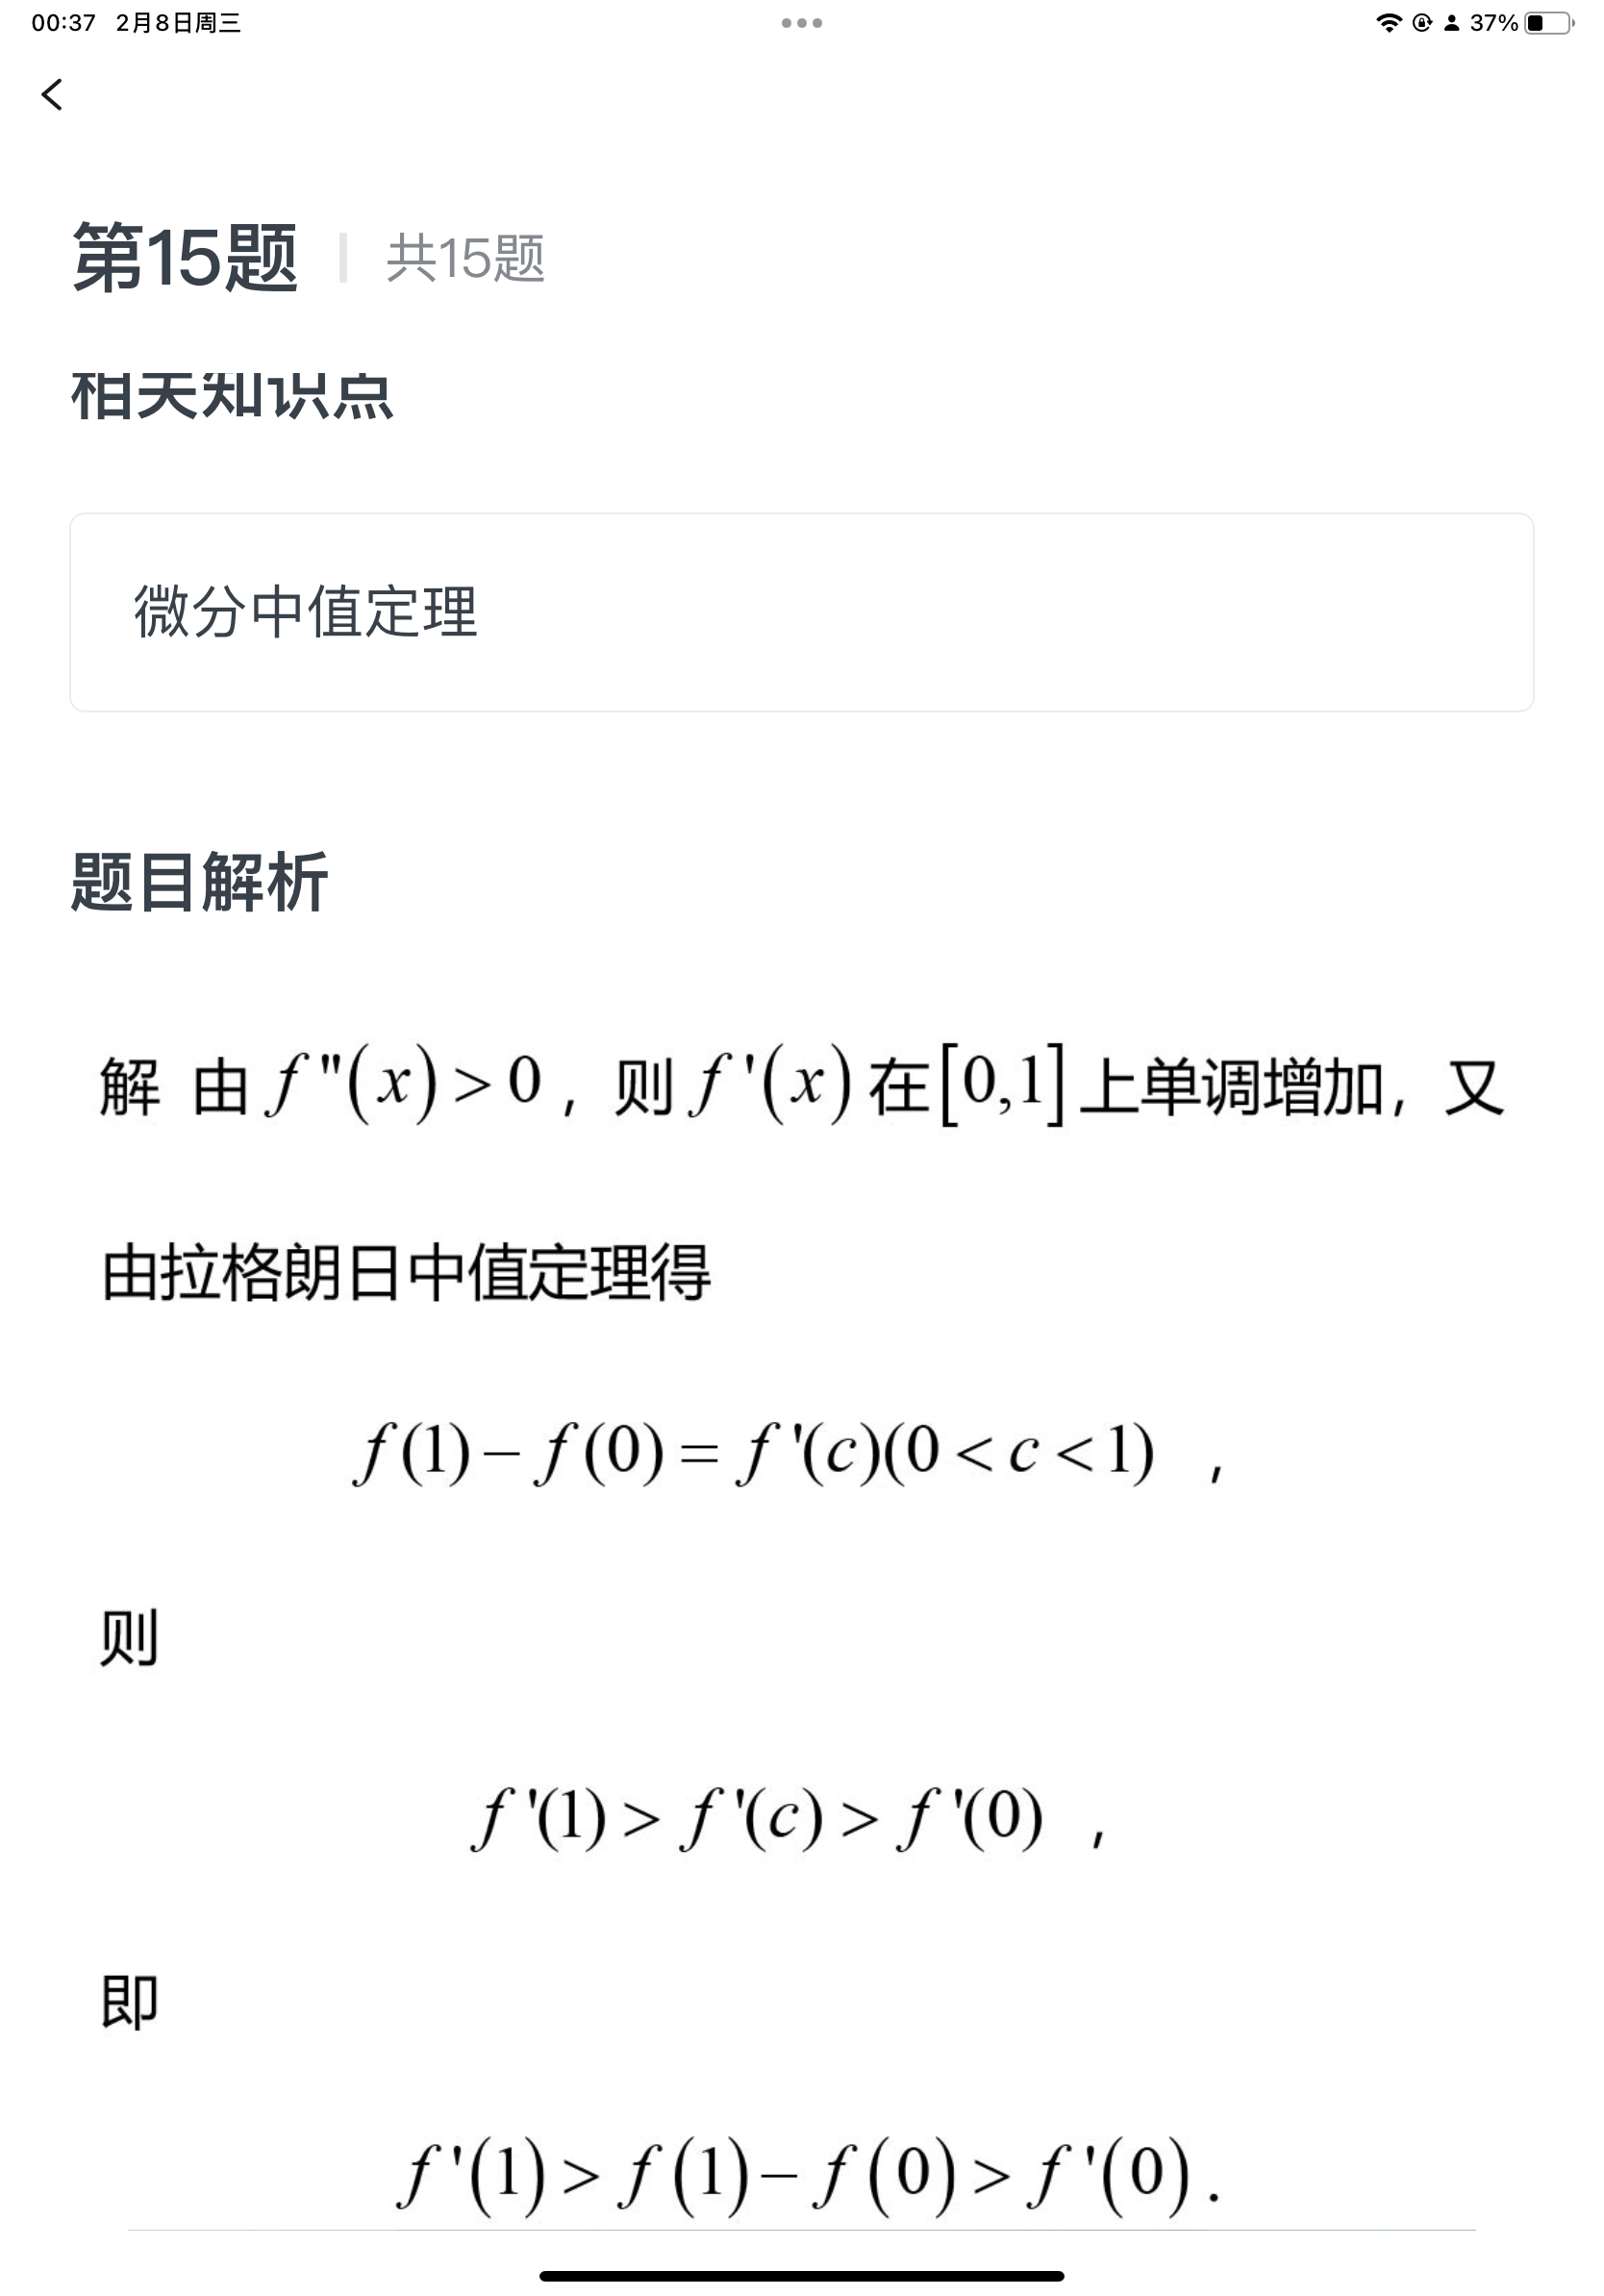 00:37 2月8日周三
37%
第15题 共15题
相关知识点
微分中值定理
题目解析
解 由 f "(x) > 0 ，则 f '(x) 在[0,1]上单调增加，又
由拉格朗日中值定理得
f (1) − f (0) = f '(c)(0 < c < 1) ，
则
f '(1) > f '(c) > f '(0) ，
即
f '(1) > f (1) − f (0) > f '(0) .